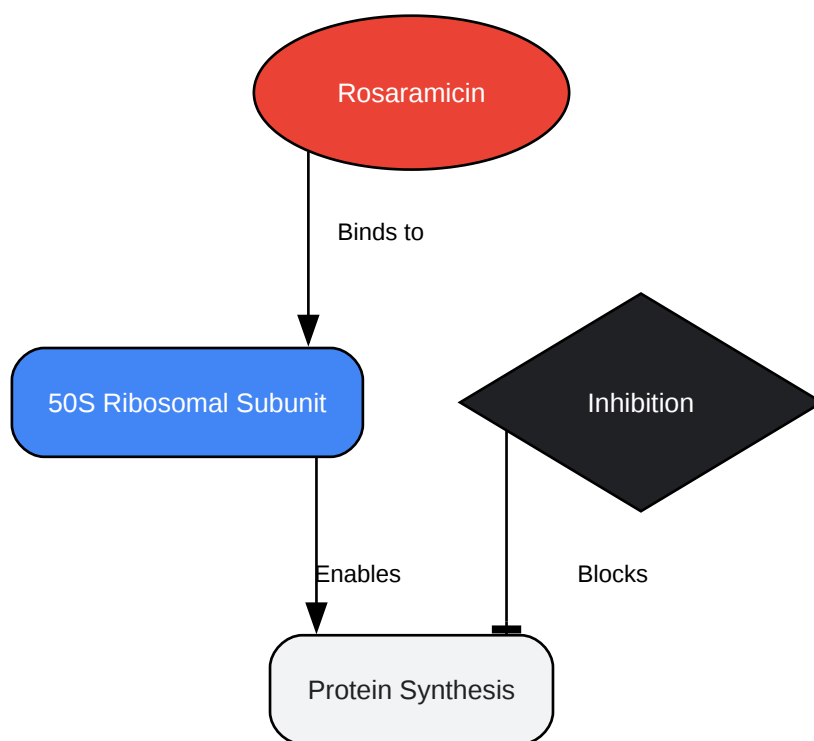 Rosaramicin
Binds to
50S Ribosomal Subunit
Inhibition
Enables
Blocks
Protein Synthesis